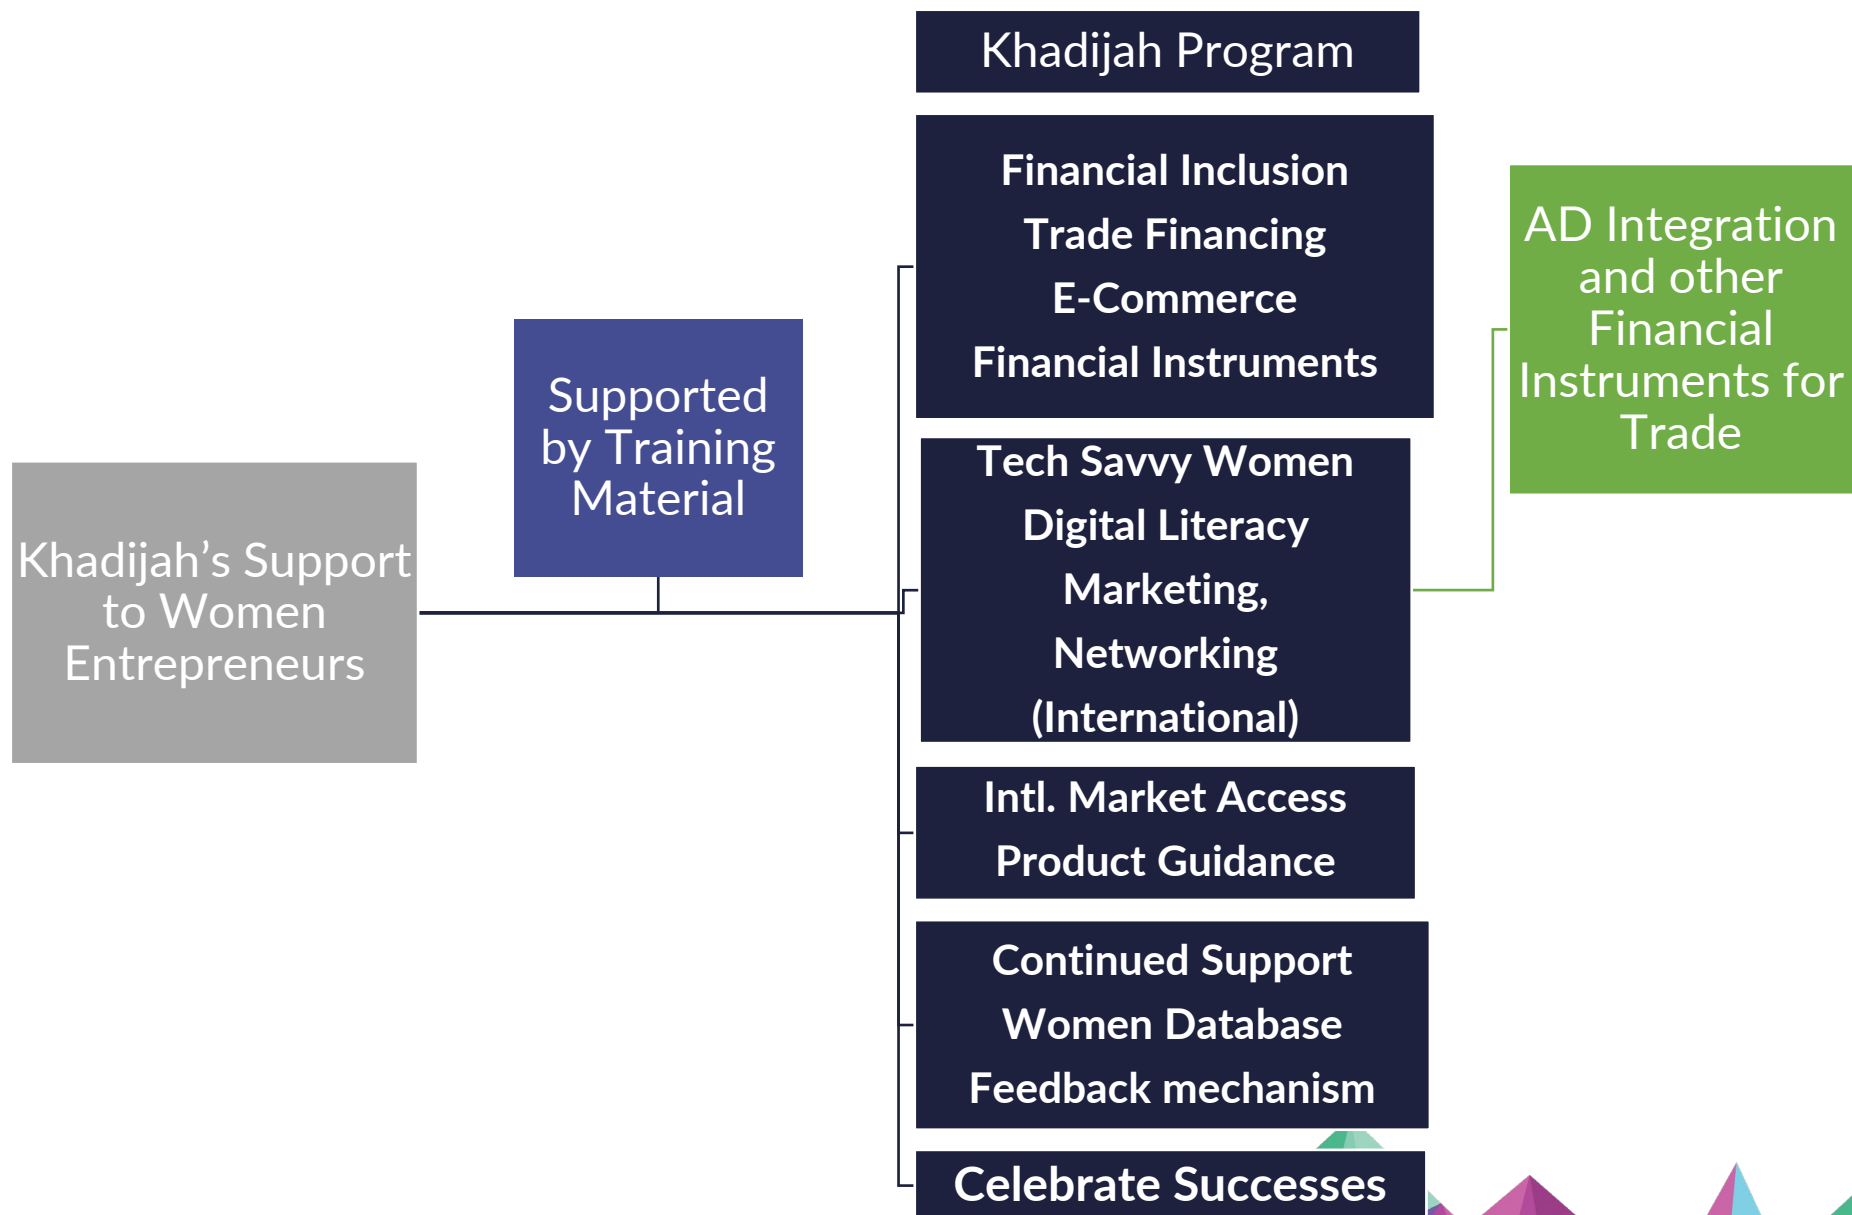 Khadijah Program
Financial Inclusion
Trade Financing
E-Commerce
Financial Instruments
AD Integration
and other
Financial
Instruments for
Trade
Supported
by Training
Material
Khadijah’s Support
to Women
Entrepreneurs
Tech Savvy Women
Digital Literacy
Marketing,
Networking
(International)
Intl. Market Access
Product Guidance
Continued Support
Women Database
Feedback mechanism
Celebrate Successes